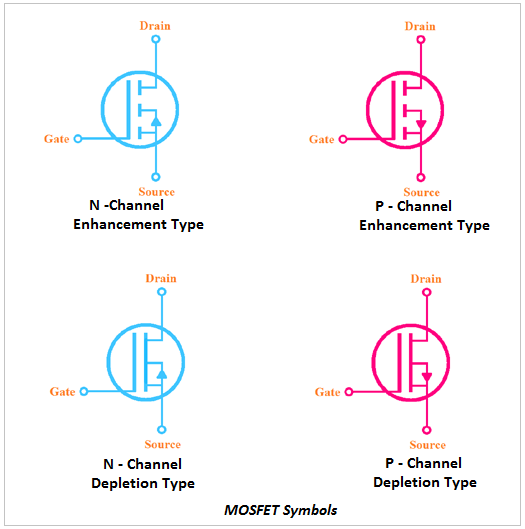 Drain
Gate
Source
N -Channel
Enhancement Type
Drain
Gate
Source
P - Channel
Enhancement Type
Drain
Gate
Source
N - Channel
Depletion Type
Drain
Gate
Source
P - Channel
Depletion Type
MOSFET Symbols